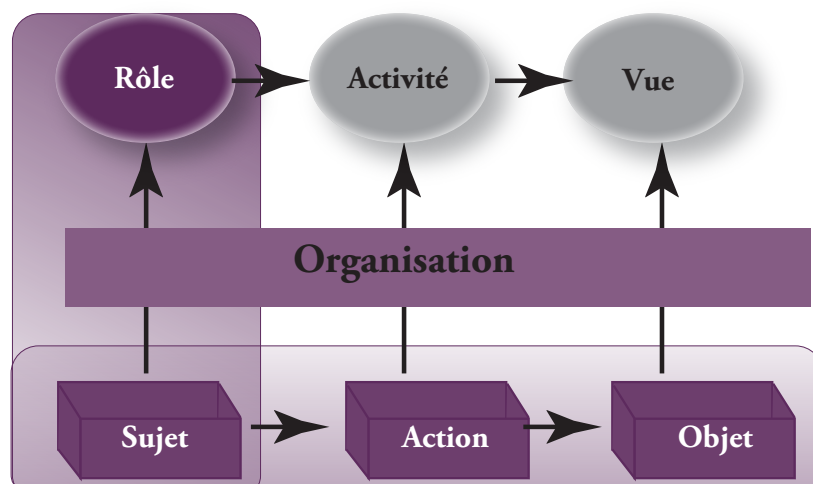 Rôle
Activité
Vue
Organisation
Sujet
Action
Objet